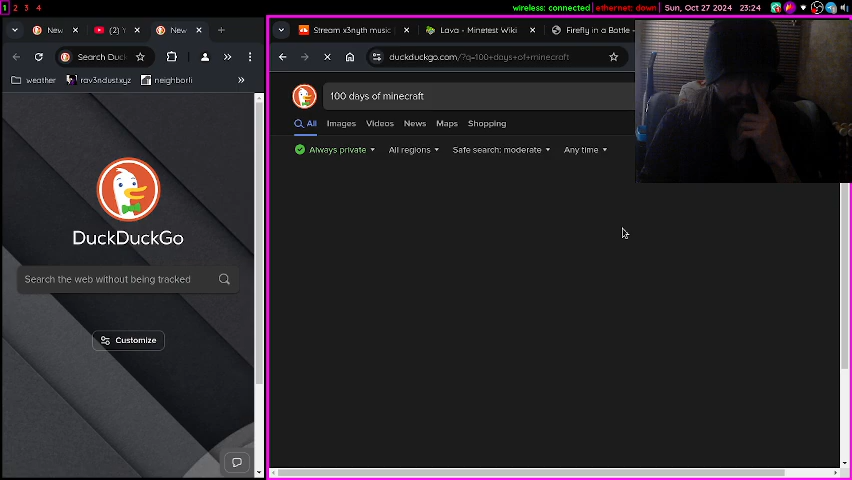 1 2 3 4
wireless: connected | ethernet: down | Sun, Oct 27 2024 | 23:24
New
(2) Y
New
Search Duc
weather
rav3ndust.xyz
neighborli
DuckDuckGo
Search the web without being tracked
Customize
Stream x3nyth music
Lava - Minetest Wiki
Firefly in a Bottle -
duckduckgo.com/?q=100+days+of+minecraft
100 days of minecraft
All
Images
Videos
News
Maps
Shopping
Always private
All regions
Safe search: moderate
Any time